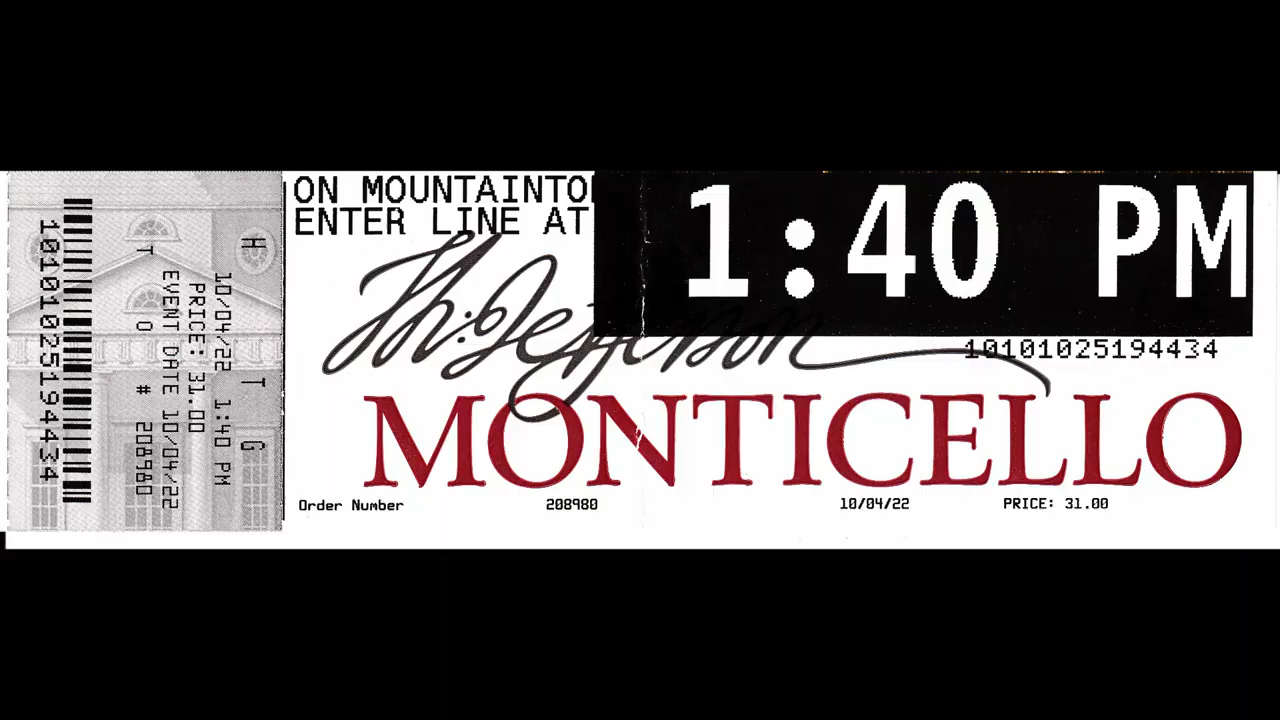 10101025194434
T O # 208980
EVENT DATE 10/04/22
PRICE: 31.00
10/04/22 1:40 PM
H T G
ON MOUNTAINTO
ENTER LINE AT
1:40 PM
Th:Jefferson
10101025194434
MONTICELLO
Order Number 208980 10/04/22 PRICE: 31.00